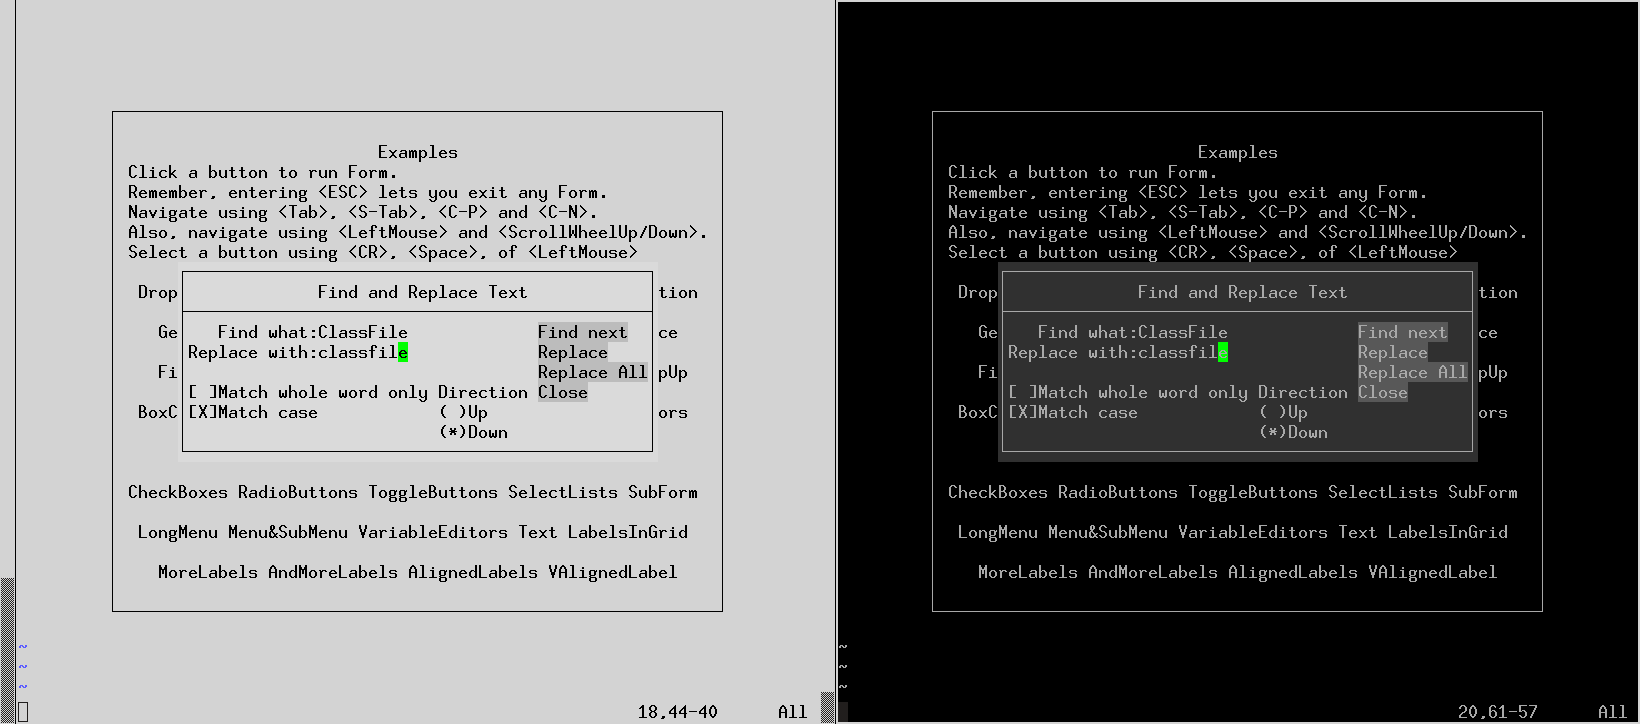 Examples
Click a button to run Form.
Remember, entering <ESC> lets you exit any Form.
Navigate using <Tab>, <S-Tab>, <C-P> and <C-N>.
Also, navigate using <LeftMouse> and <ScrollWheelUp/Down>.
Select a button using <CR>, <Space>, of <LeftMouse>
Drop Find and Replace Text tion
Ge Find what:ClassFile Find next ce
Replace with:classfile Replace
Fi Replace All pUp
[ ]Match whole word only Direction Close
BoxC [X]Match case ( )Up ors
(*)Down
CheckBoxes RadioButtons ToggleButtons SelectLists SubForm
LongMenu Menu&SubMenu VariableEditors Text LabelsInGrid
MoreLabels AndMoreLabels AlignedLabels VAlignedLabel
~
~
~
18,44-40 All
Examples
Click a button to run Form.
Remember, entering <ESC> lets you exit any Form.
Navigate using <Tab>, <S-Tab>, <C-P> and <C-N>.
Also, navigate using <LeftMouse> and <ScrollWheelUp/Down>.
Select a button using <CR>, <Space>, of <LeftMouse>
Drop Find and Replace Text tion
Ge Find what:ClassFile Find next ce
Replace with:classfile Replace
Fi Replace All pUp
[ ]Match whole word only Direction Close
BoxC [X]Match case ( )Up ors
(*)Down
CheckBoxes RadioButtons ToggleButtons SelectLists SubForm
LongMenu Menu&SubMenu VariableEditors Text LabelsInGrid
MoreLabels AndMoreLabels AlignedLabels VAlignedLabel
~
~
~
20,61-57 All